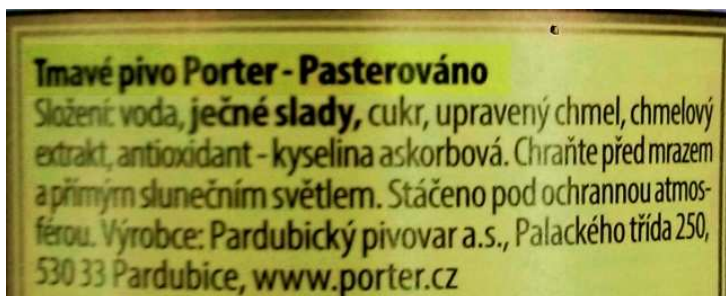 Tmavé pivo Porter - Pasterováno
Složení: voda, ječné slady, cukr, upravený chmel, chmelový
extrakt, antioxidant - kyselina askorbová. Chraňte před mrazem
a přímým slunečním světlem. Stáčeno pod ochrannou atmos-
férou. Výrobce: Pardubický pivovar a.s., Palackého třída 250,
530 33 Pardubice, www.porter.cz